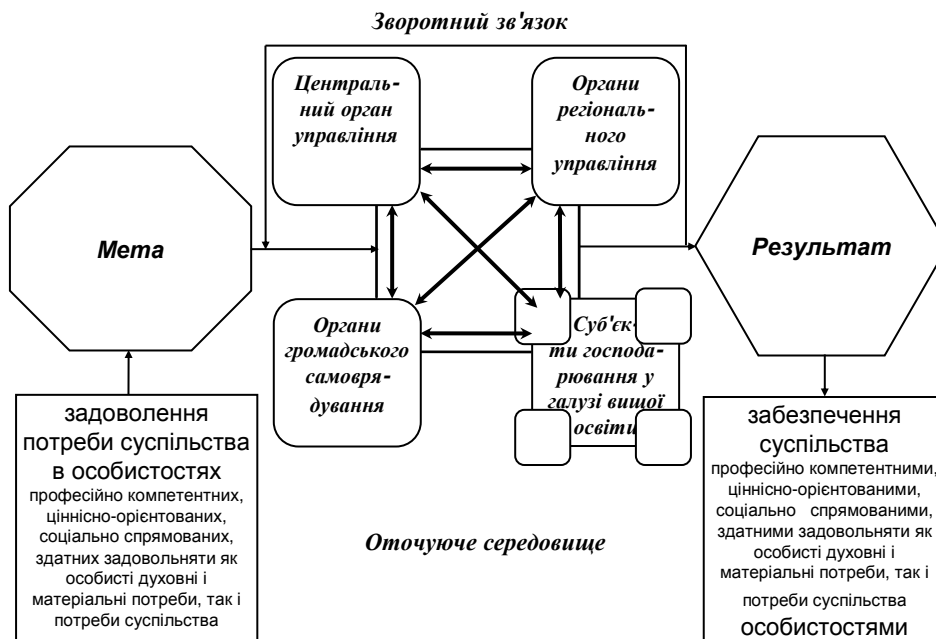 Зворотний зв'язок
Централь-
ний орган
управління
Органи
регіональ-
ного
управління
Мета
Результат
Органи
громадського
самовря-
дування
Суб'єк-
ти господа-
рювання у
галузі вищої
освіти
задоволення
потреби суспільства
в особистостях
професійно компетентних,
ціннісно-орієнтованих,
соціально спрямованих,
здатних задовольняти як
особисті духовні і
матеріальні потреби, так і
потреби суспільства
Оточуюче середовище
забезпечення
суспільства
професійно компетентними,
ціннісно-орієнтованими,
соціально спрямованими,
здатними задовольняти як
особисті духовні і
матеріальні потреби, так і
потреби суспільства
особистостями